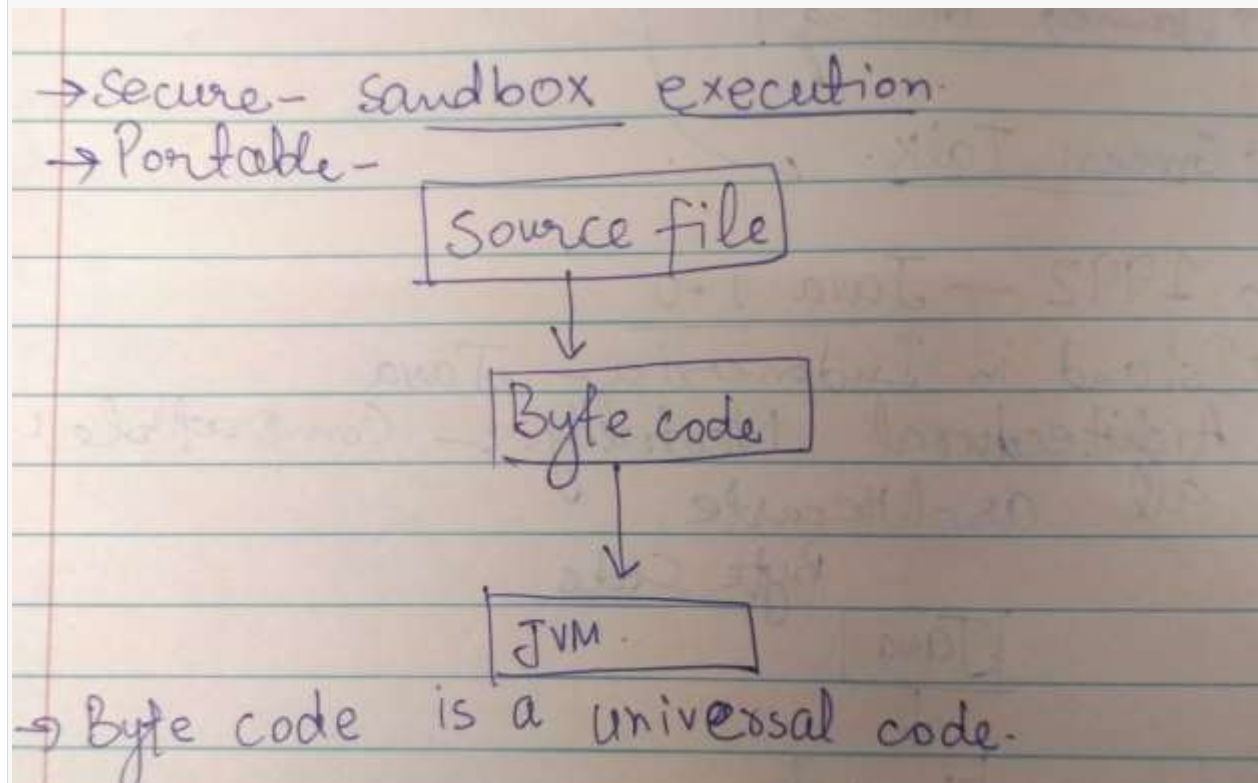 → Secure - Sandbox execution.
→ Portable -
Source file
Byte code
JVM.
→ Byte code is a universal code.